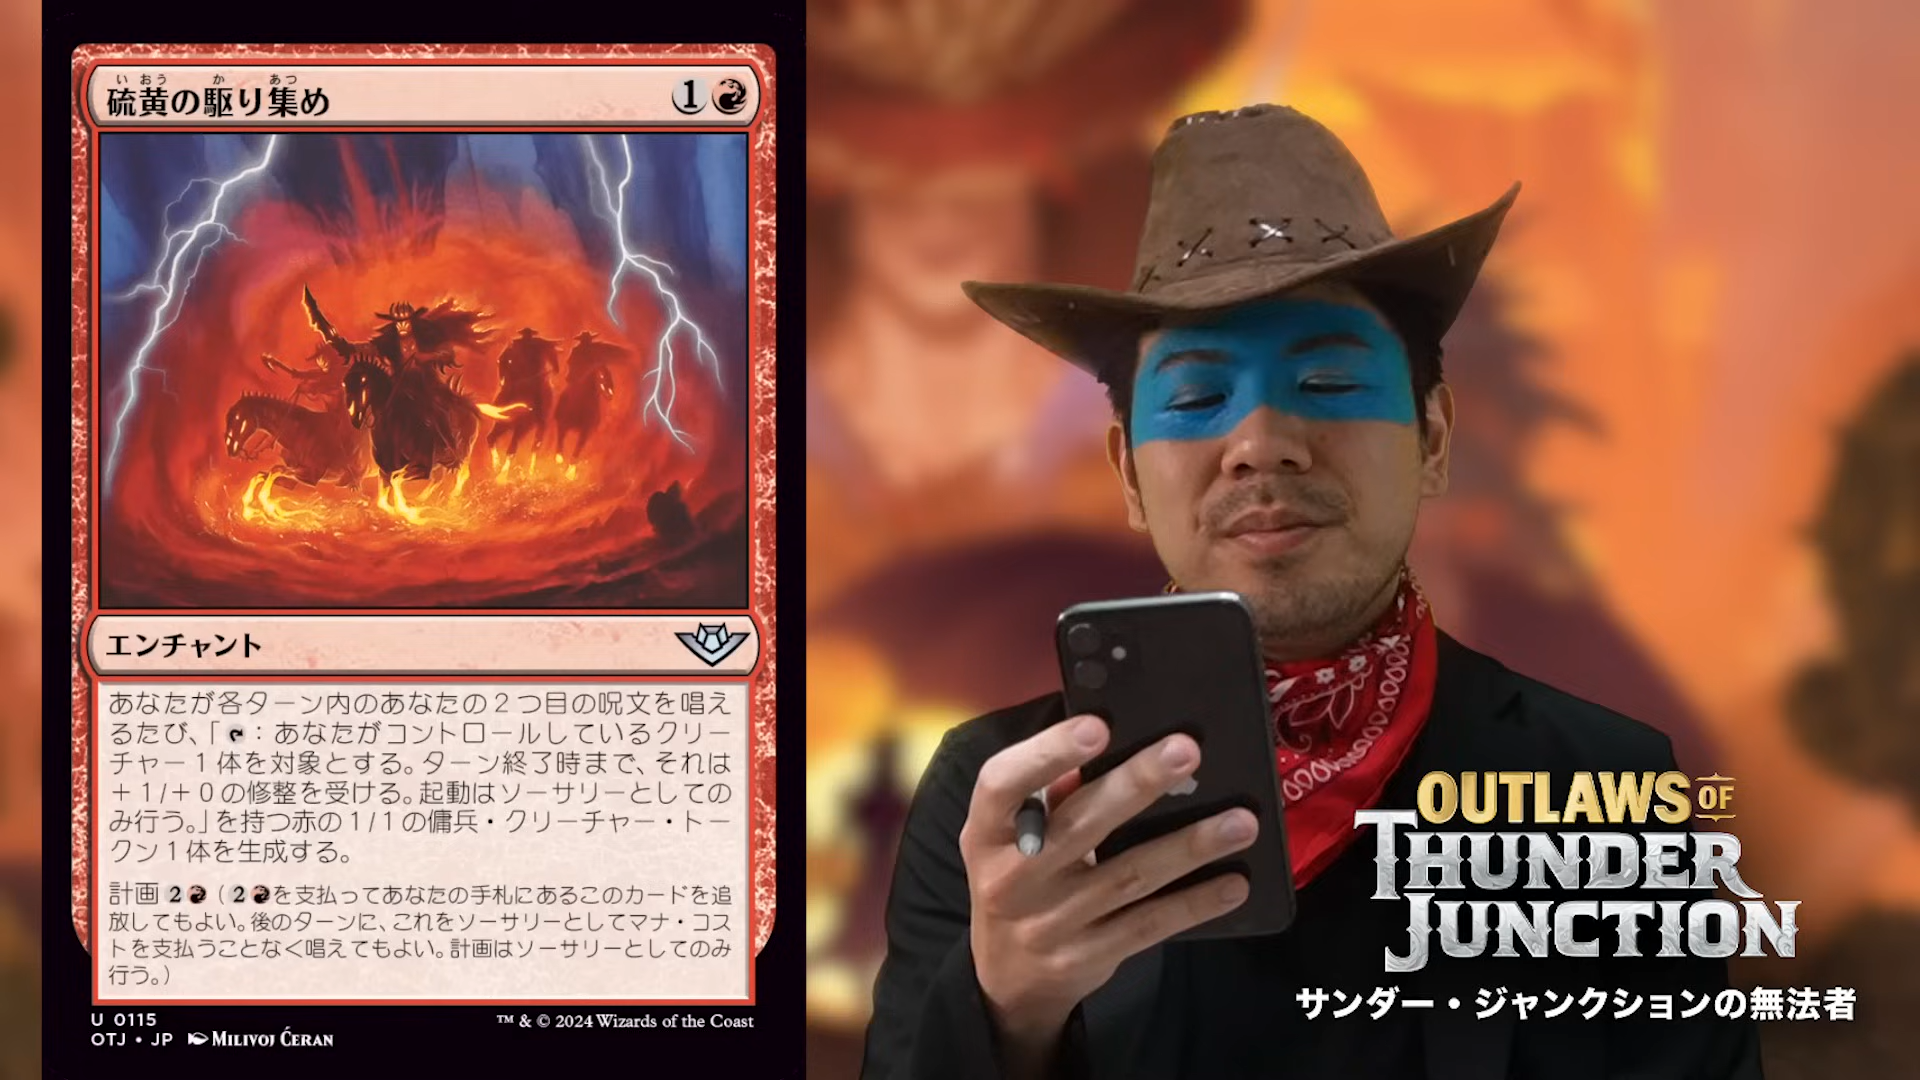 い おう か あつ
硫黄の駆り集め 1
エンチャント
あなたが各ターン内のあなたの２つ目の呪文を唱え
るたび、「：あなたがコントロールしているクリー
チャー１体を対象とする。ターン終了時まで、それは
＋１/＋０の修整を受ける。起動はソーサリーとしての
み行う。」を持つ赤の１/１の傭兵・クリーチャー・トー
クン１体を生成する。
計画 2（2を支払ってあなたの手札にあるこのカードを追
放してもよい。後のターンに、これをソーサリーとしてマナ・コス
トを支払うことなく唱えてもよい。計画はソーサリーとしてのみ
行う。）
U 0115
OTJ • JP MILIVOJ ĆERAN
™ & © 2024 Wizards of the Coast
OUTLAWS OF
THUNDER
JUNCTION
サンダー・ジャンクションの無法者